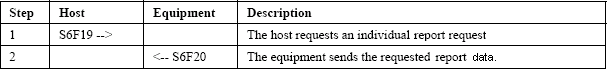 Step Host Equipment Description
1 S6F19 --> The host requests an individual report request
2 <-- S6F20 The equipment sends the requested report data.